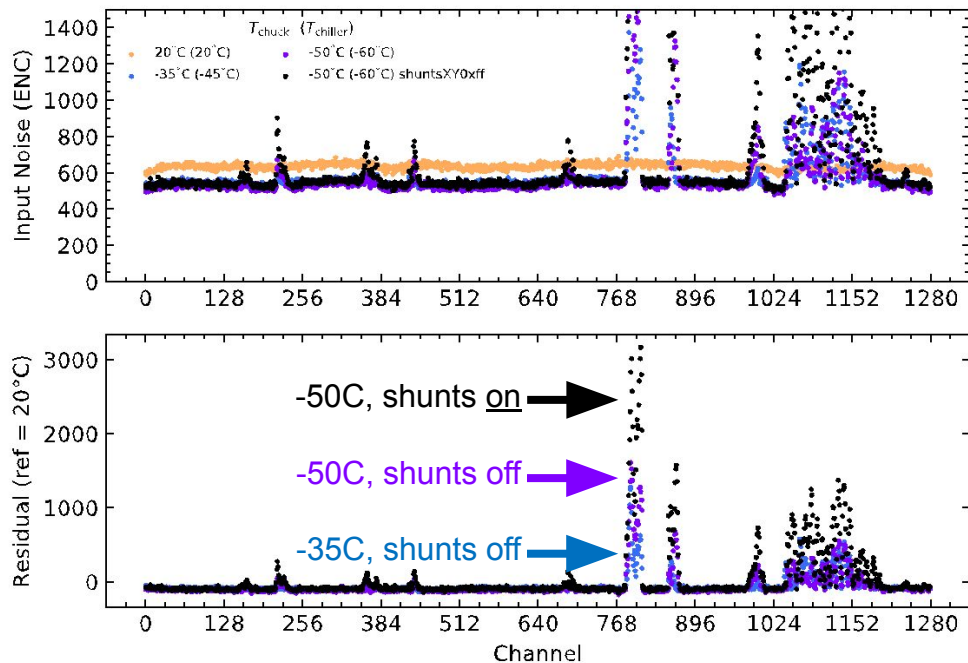 T_chuck (T_chiller)
20°C (20°C)
-35°C (-45°C)
-50°C (-60°C)
-50°C (-60°C) shuntsXY0xff
Input Noise (ENC)
1400
1200
1000
800
600
400
200
0
0 128 256 384 512 640 768 896 1024 1152 1280
Residual (ref = 20°C)
3000
2000
1000
0
-50C, shunts on
-50C, shunts off
-35C, shunts off
0 128 256 384 512 640 768 896 1024 1152 1280
Channel